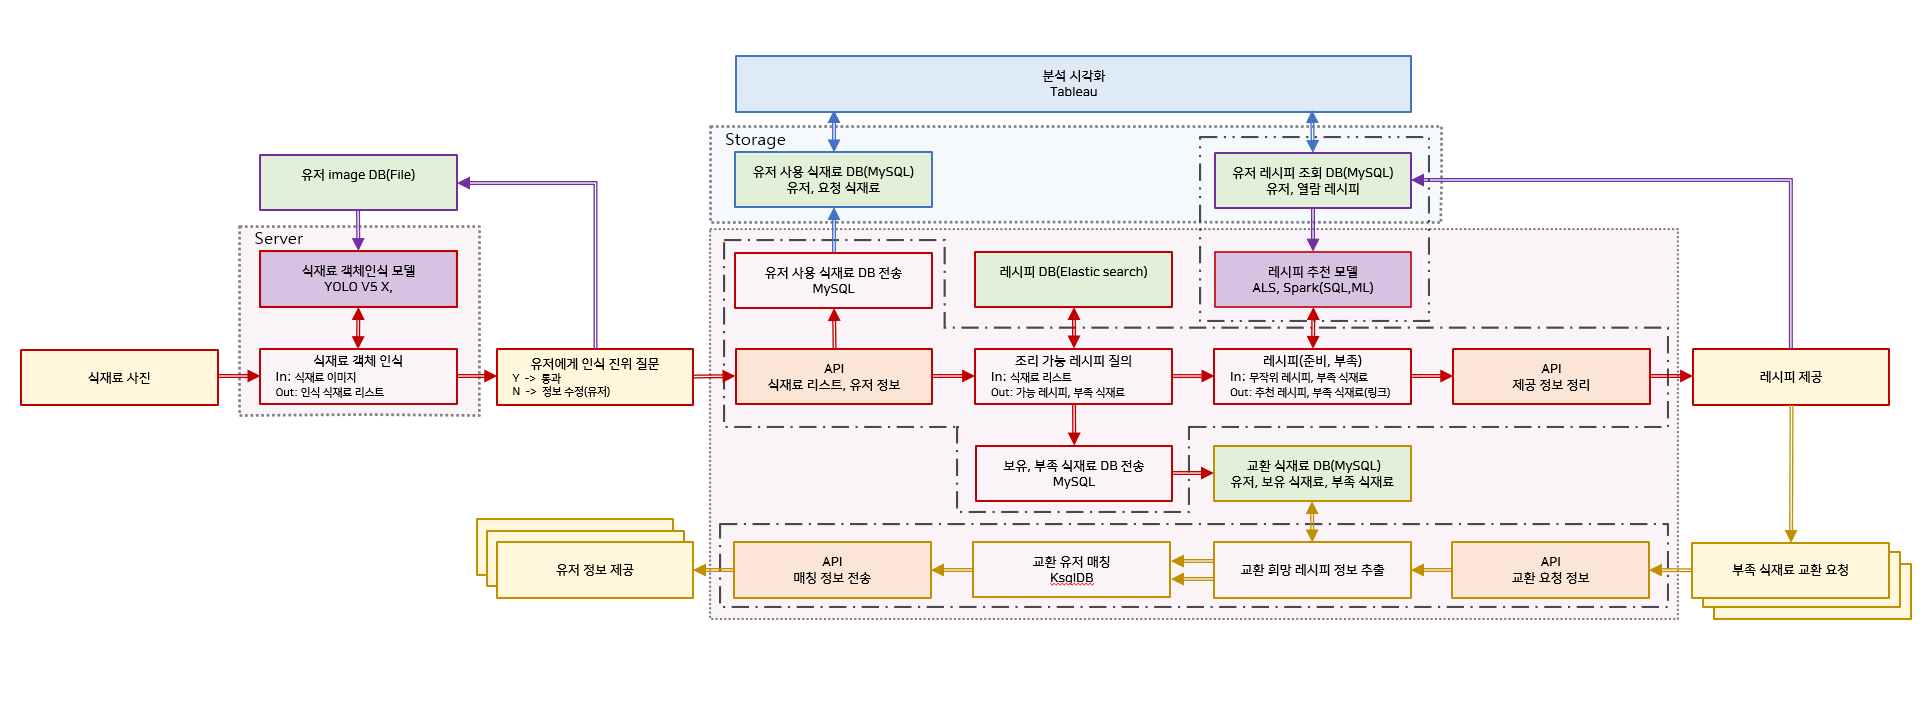 분석 시각화
Tableau
Storage
유저 image DB(File)
유저 사용 식재료 DB(MySQL)
유저, 요청 식재료
유저 레시피 조회 DB(MySQL)
유저, 열람 레시피
Server
식재료 객체인식 모델
YOLO V5 X,
유저 사용 식재료 DB 전송
MySQL
레시피 DB(Elastic search)
레시피 추천 모델
ALS, Spark(SQL,ML)
식재료 사진
식재료 객체 인식
In: 식재료 이미지
Out: 인식 식재료 리스트
유저에게 인식 진위 질문
Y -> 통과
N -> 정보 수정(유저)
API
식재료 리스트, 유저 정보
조리 가능 레시피 질의
In: 식재료 리스트
Out: 가능 레시피, 부족 식재료
레시피(준비, 부족)
In: 무작위 레시피, 부족 식재료
Out: 추천 레시피, 부족 식재료(링크)
API
제공 정보 정리
레시피 제공
보유, 부족 식재료 DB 전송
MySQL
교환 식재료 DB(MySQL)
유저, 보유 식재료, 부족 식재료
유저 정보 제공
API
매칭 정보 전송
교환 유저 매칭
KsqlDB
교환 희망 레시피 정보 추출
API
교환 요청 정보
부족 식재료 교환 요청